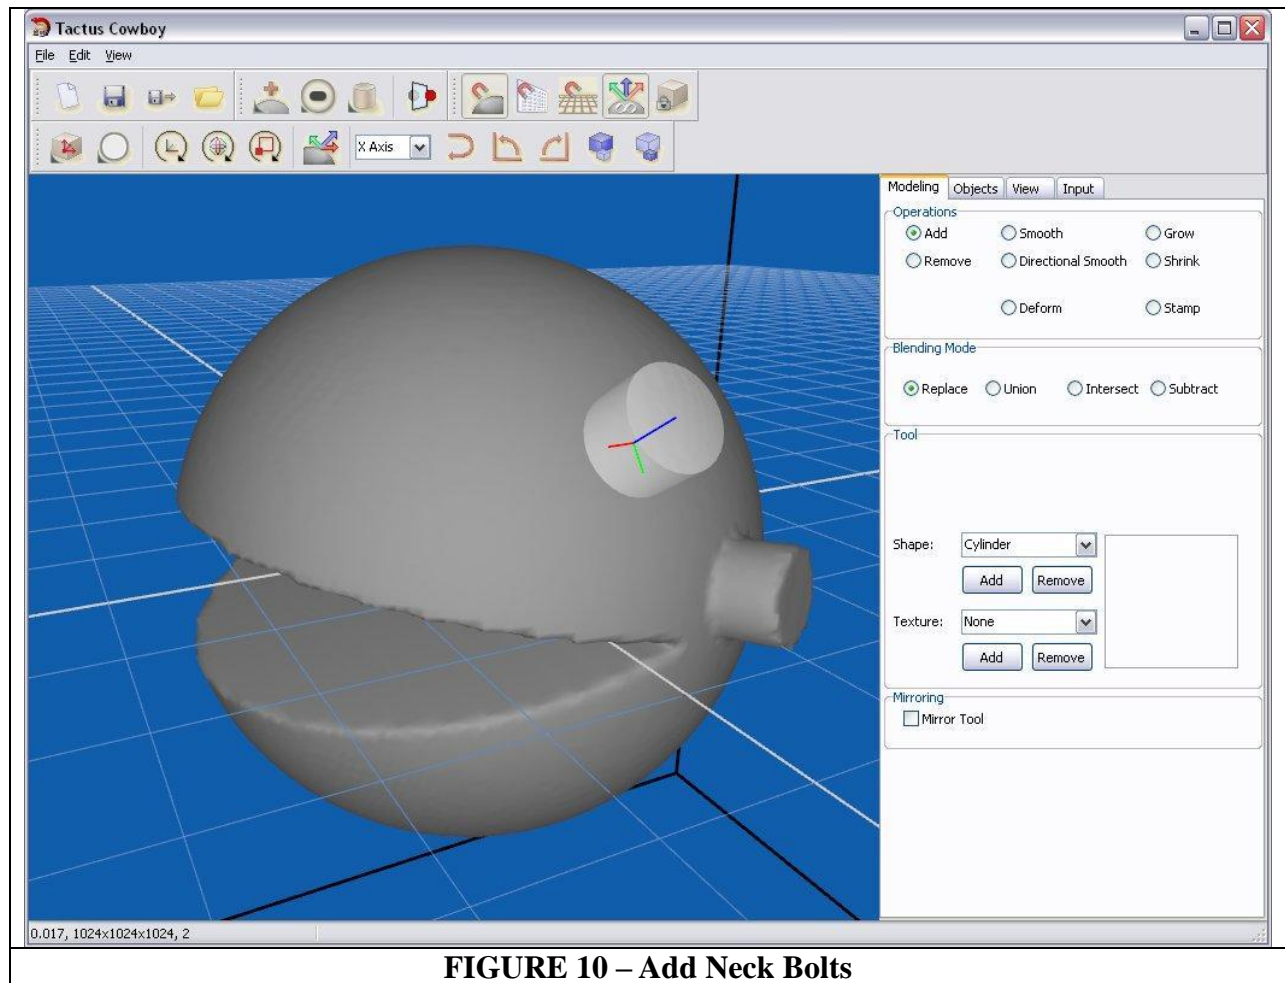 Tactus Cowboy
File Edit View
X Axis
Modeling Objects View Input
Operations
Add Smooth Grow
Remove Directional Smooth Shrink
Deform Stamp
Blending Mode
Replace Union Intersect Subtract
Tool
Shape: Cylinder
Add Remove
Texture: None
Add Remove
Mirroring
Mirror Tool
0.017, 1024x1024x1024, 2
FIGURE 10 – Add Neck Bolts